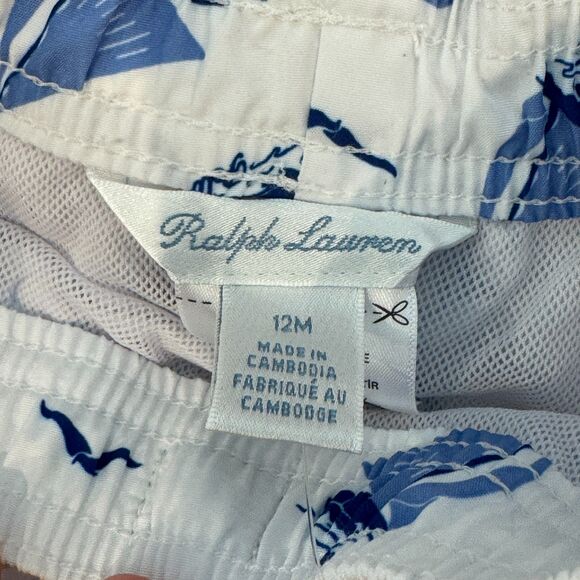 Ralph Lauren
12M
MADE IN
CAMBODIA
FABRIQUÉ AU
CAMBODGE